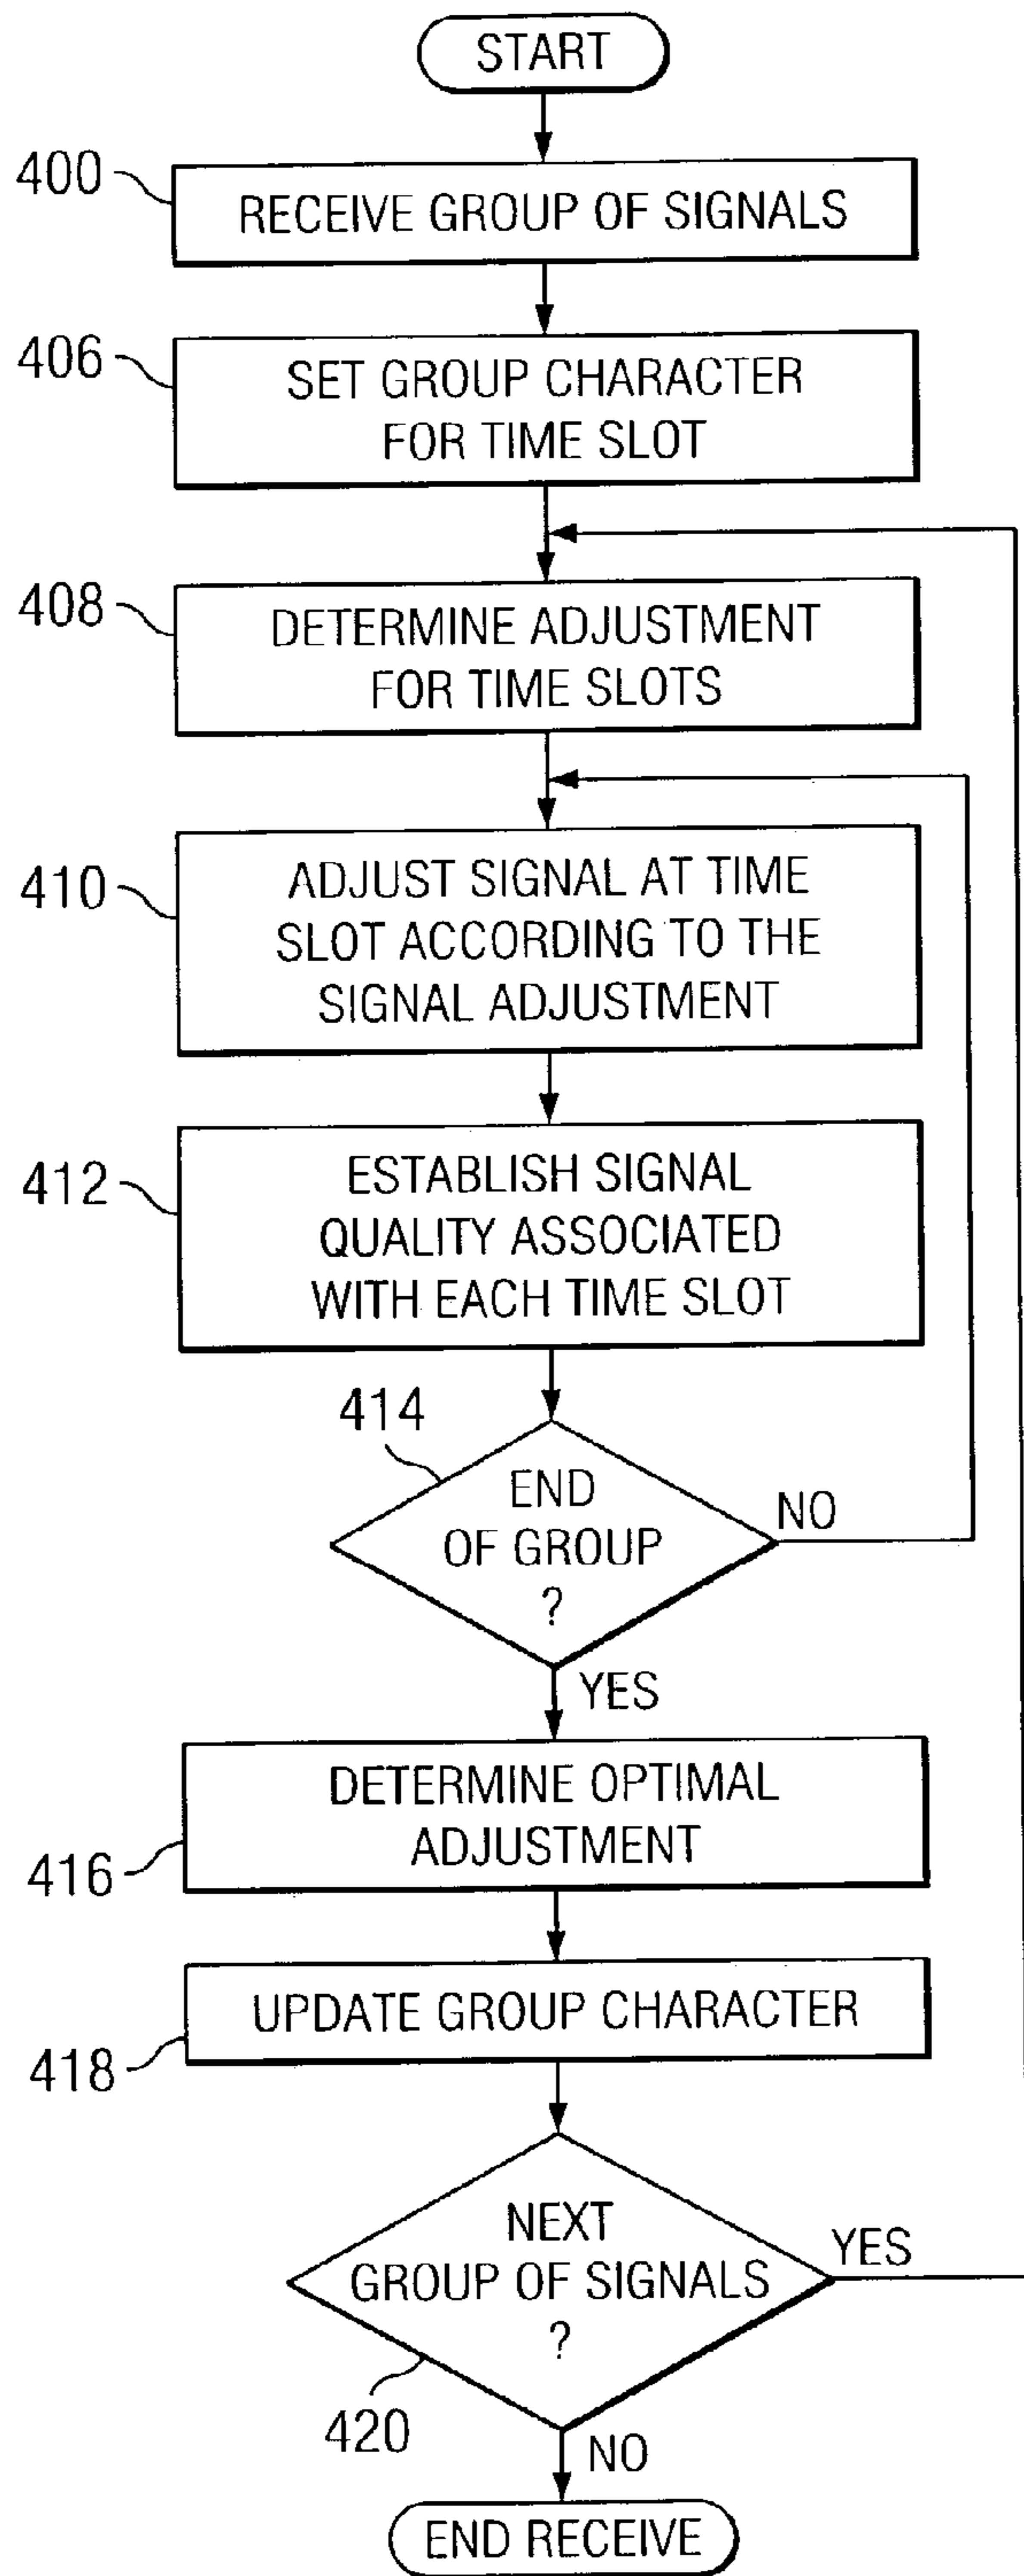 START
400
RECEIVE GROUP OF SIGNALS
406
SET GROUP CHARACTER
FOR TIME SLOT
408
DETERMINE ADJUSTMENT
FOR TIME SLOTS
410
ADJUST SIGNAL AT TIME
SLOT ACCORDING TO THE
SIGNAL ADJUSTMENT
412
ESTABLISH SIGNAL
QUALITY ASSOCIATED
WITH EACH TIME SLOT
414
END
OF GROUP
?
NO
YES
DETERMINE OPTIMAL
ADJUSTMENT
416
UPDATE GROUP CHARACTER
418
NEXT
GROUP OF SIGNALS
?
YES
420
NO
END RECEIVE